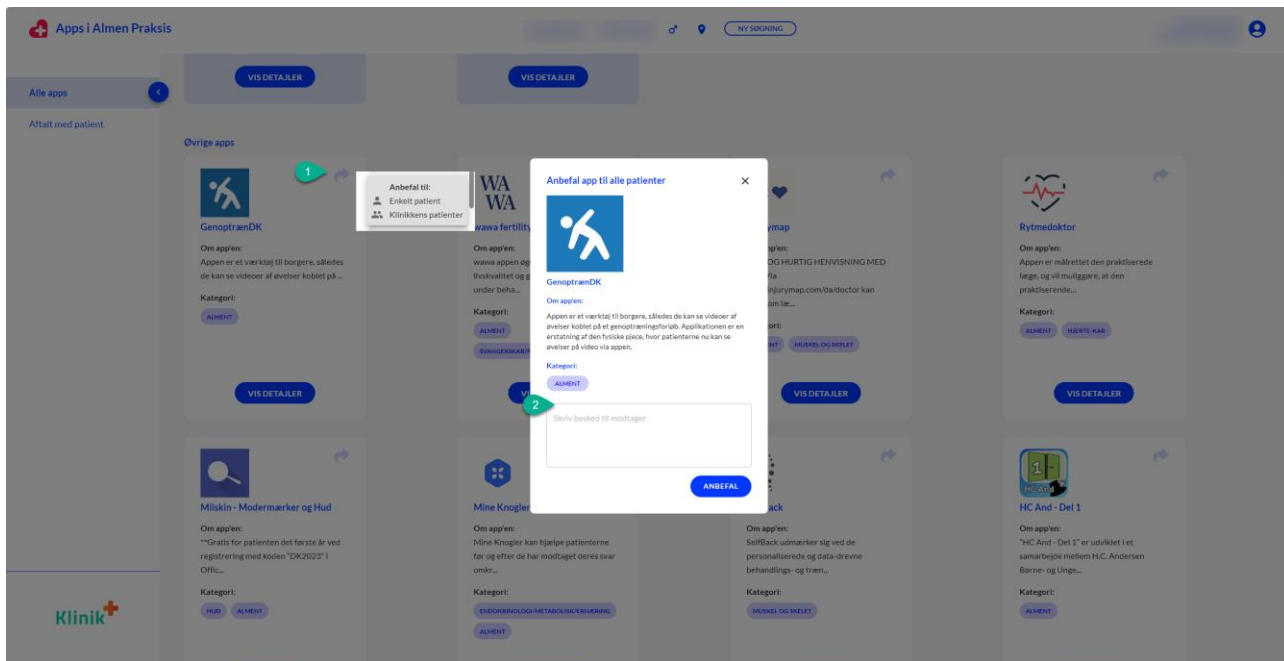 Apps i Almen Praksis
NY SØGNING
Alle apps
Aftalt med patient
VIS DETALJER
VIS DETALJER
Øvrige apps
1
Anbefal til:
Enkelt patient
Klinikkens patienter
GenoptrænDK
Om app'en:
Appen er et værktøj til borgere, således
de kan se videoer af øvelser koblet på ...
Kategori:
ALMENT
VIS DETALJER
WA
WA
wawa fertility
Om app'en:
wawa appen øg
livskvalitet og g
under beha...
Kategori:
ALMENT
Anbefal app til alle patienter
GenoptrænDK
Om app'en:
Appen er et værktøj til borgere, således de kan se videoer af
øvelser koblet på et genoptræningsforløb. Applikationen er en
erstatning af den fysiske pjece, hvor patienterne nu kan se
øvelser på video via appen.
Kategori:
ALMENT
2
Skriv besked til modtager
ANBEFAL
ymap
OG HURTIG HENVISNING MED
injurymap.com/da/doctor kan
om læ...
MUSKEL OG SKELET
VIS DETALJER
Rytmedoktor
Om app'en:
Appen er målrettet den praktiserede
læge, og vil muliggøre, at den
praktiserende...
Kategori:
ALMENT HJERTE-KAR
VIS DETALJER
Miiskin - Modermærker og Hud
Om app'en:
"Gratis for patienten det første år ved
registrering med koden "DK2023" i
Offic...
Kategori:
HUD ALMENT
Mine Knogler
Om app'en:
Mine Knogler kan hjælpe patienterne
før og efter de har modtaget deres svar
omkr...
Kategori:
ENDOKRINOLOGI/METABOLISK/ERNÆRING
ALMENT
ack
Om app'en:
SelfBack udmærker sig ved de
personaliserede og data-drevne
behandlings- og træn...
Kategori:
MUSKEL OG SKELET
1
HC And
HC And - Del 1
Om app'en:
"HC And - Del 1" er udviklet i et
samarbejde mellem H.C. Andersen
Børne- og Unge...
Kategori:
ALMENT
Klinik